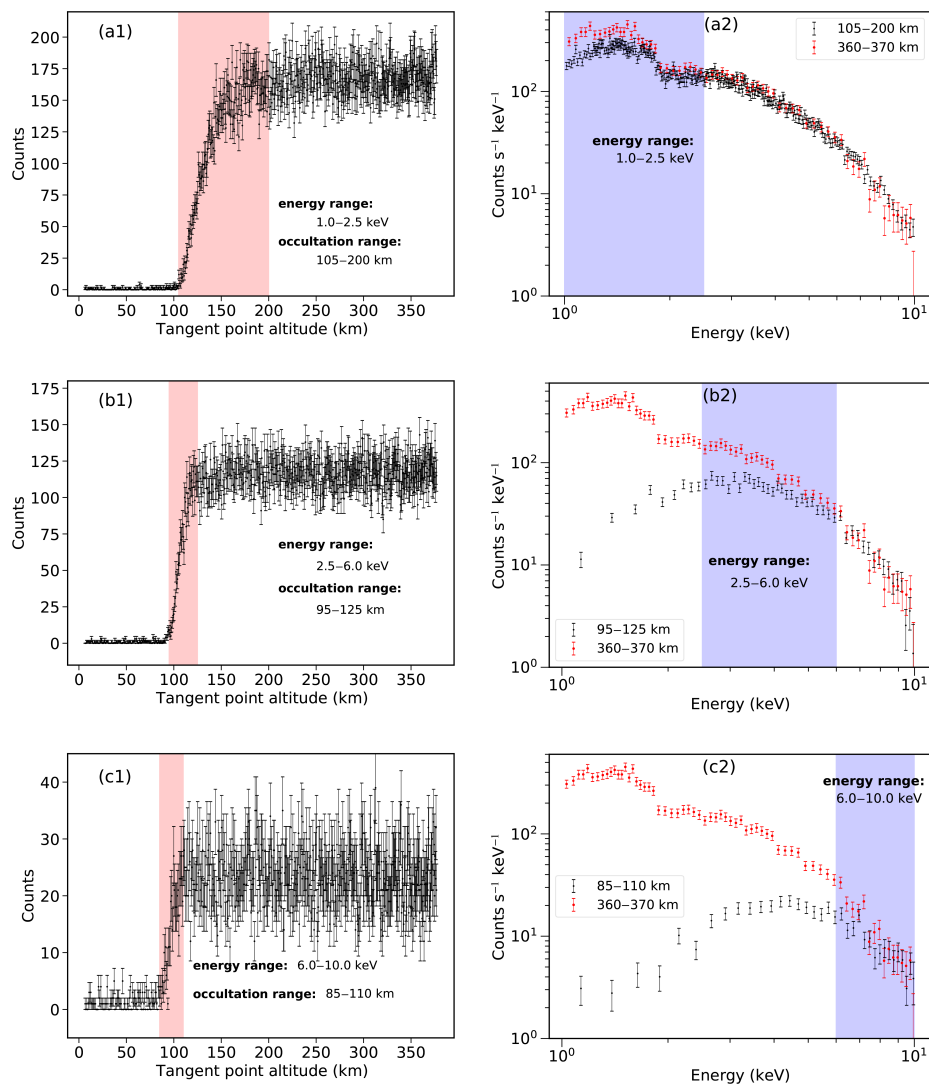 (a1)
200
175
150
125
100
75
50
25
0
Counts
energy range:
1.0−2.5 keV
occultation range:
105−200 km
0 50 100 150 200 250 300 350
Tangent point altitude (km)
(a2)
105−200 km
360−370 km
10²
10¹
10⁰
Counts s⁻¹ keV⁻¹
energy range:
1.0−2.5 keV
10⁰ 10¹
Energy (keV)
(b1)
175
150
125
100
75
50
25
0
Counts
energy range:
2.5−6.0 keV
occultation range:
95−125 km
0 50 100 150 200 250 300 350
Tangent point altitude (km)
(b2)
10²
10¹
10⁰
Counts s⁻¹ keV⁻¹
energy range:
2.5−6.0 keV
95−125 km
360−370 km
10⁰ 10¹
Energy (keV)
(c1)
40
30
20
10
0
Counts
energy range: 6.0−10.0 keV
occultation range: 85−110 km
0 50 100 150 200 250 300 350
Tangent point altitude (km)
(c2)
energy range:
6.0−10.0 keV
10²
10¹
10⁰
Counts s⁻¹ keV⁻¹
85−110 km
360−370 km
10⁰ 10¹
Energy (keV)